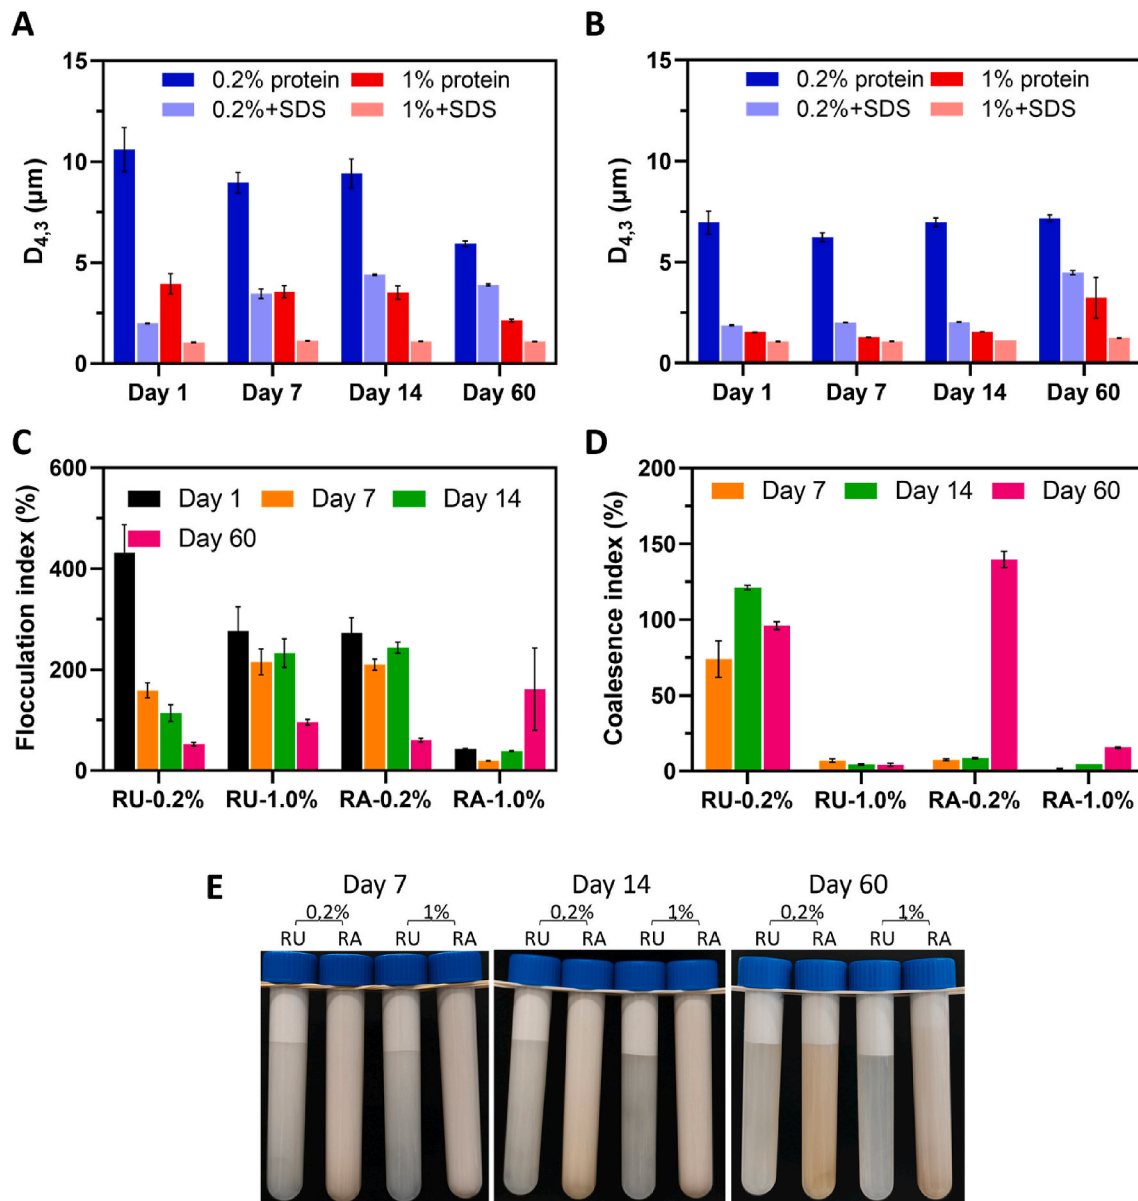 A
15
10
5
0
D4,3 (µm)
0.2% protein 1% protein
0.2%+SDS 1%+SDS
Day 1 Day 7 Day 14 Day 60
B
15
10
5
0
D4,3 (µm)
0.2% protein 1% protein
0.2%+SDS 1%+SDS
Day 1 Day 7 Day 14 Day 60
C
600
400
200
0
Flocculation index (%)
Day 1 Day 7 Day 14
Day 60
RU-0.2% RU-1.0% RA-0.2% RA-1.0%
D
200
150
100
50
0
Coalesence index (%)
Day 7 Day 14 Day 60
RU-0.2% RU-1.0% RA-0.2% RA-1.0%
E
Day 7 Day 14 Day 60
0,2% 1% 0,2% 1% 0,2% 1%
RU RA RU RA RU RA RU RA RU RA RU RA